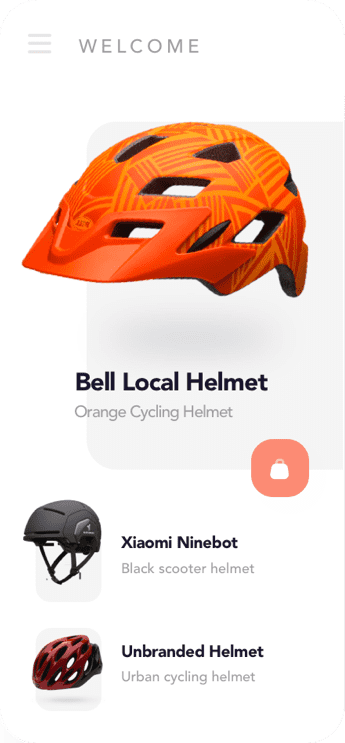 WELCOME
Bell Local Helmet
Orange Cycling Helmet
Xiaomi Ninebot
Black scooter helmet
Unbranded Helmet
Urban cycling helmet